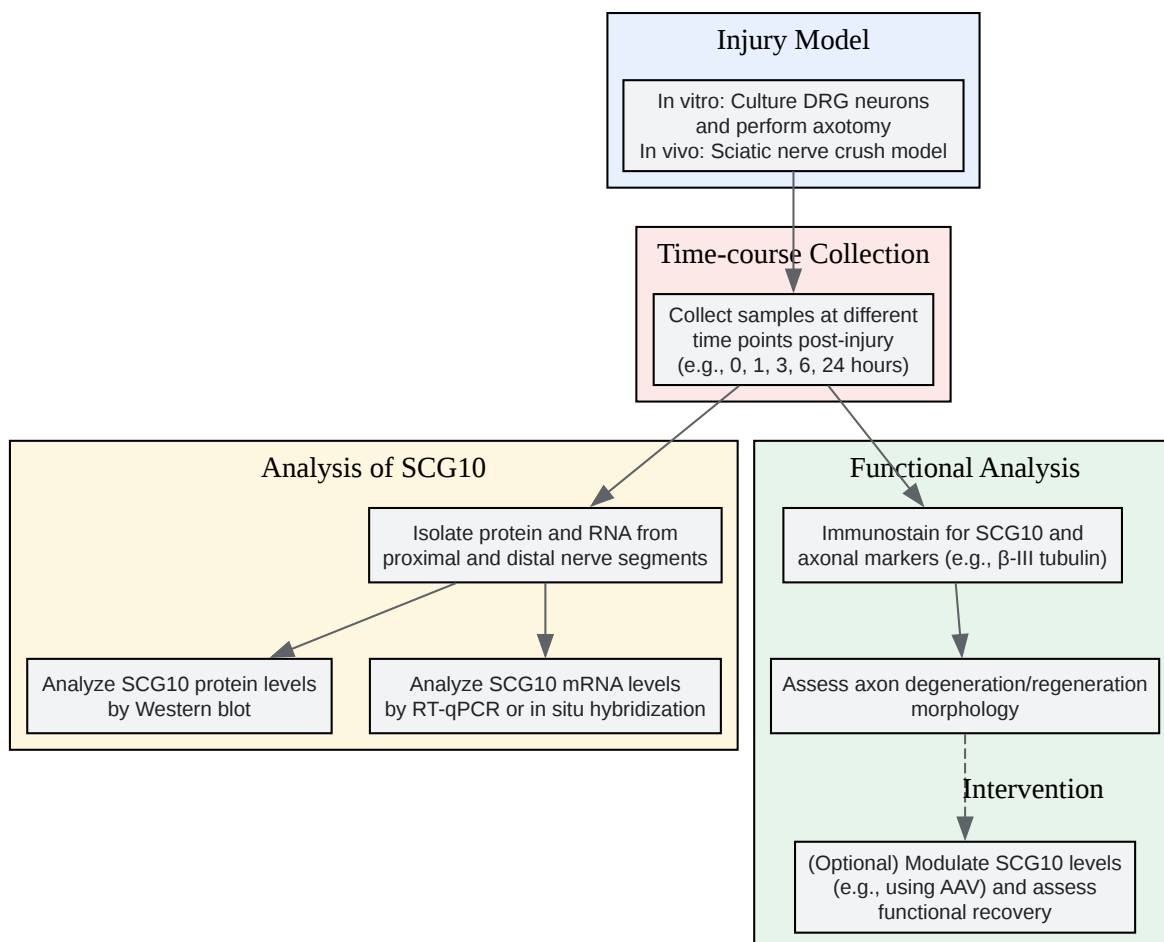 Injury Model
In vitro: Culture DRG neurons
and perform axotomy
In vivo: Sciatic nerve crush model
Time-course Collection
Collect samples at different
time points post-injury
(e.g., 0, 1, 3, 6, 24 hours)
Analysis of SCG10
Isolate protein and RNA from
proximal and distal nerve segments
Analyze SCG10 protein levels
by Western blot
Analyze SCG10 mRNA levels
by RT-qPCR or in situ hybridization
Functional Analysis
Immunostain for SCG10 and
axonal markers (e.g., β-III tubulin)
Assess axon degeneration/regeneration
morphology
Intervention
(Optional) Modulate SCG10 levels
(e.g., using AAV) and assess
functional recovery